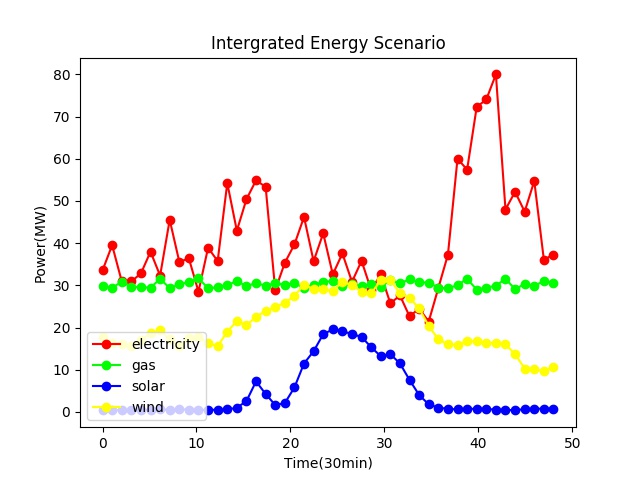 Intergrated Energy Scenario
Power(MW)
80
70
60
50
40
30
20
10
0
electricity
gas
solar
wind
0 10 20 30 40 50
Time(30min)